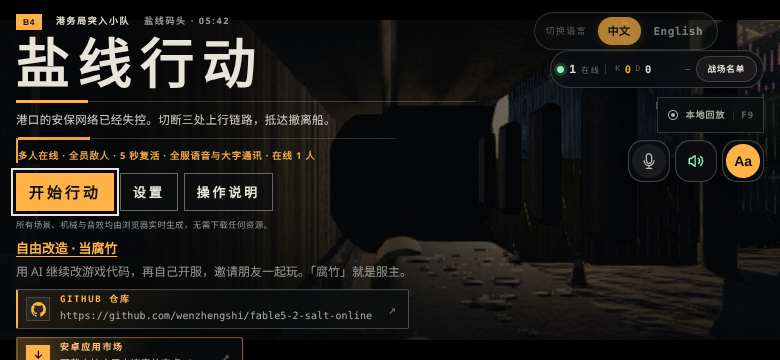 B4 港务局突入小队 盐线码头 · 05:42
盐线行动
港口的安保网络已经失控。切断三处上行链路，抵达撤离船。
多人在线 · 全员敌人 · 5 秒复活 · 全服语音与大字通讯 · 在线 1 人
开始行动 设置 操作说明
所有场景、机械与音效均由浏览器实时生成，无需下载任何资源。
自由改造 · 当腐竹
用 AI 继续改游戏代码，再自己开服，邀请朋友一起玩。「腐竹」就是服主。
GITHUB 仓库
https://github.com/wenzhengshi/fable5-2-salt-online ↗
安卓应用市场
切换语言 中文 English
1 在线 K 0 D 0 — 战场名单
本地回放 F9
Aa